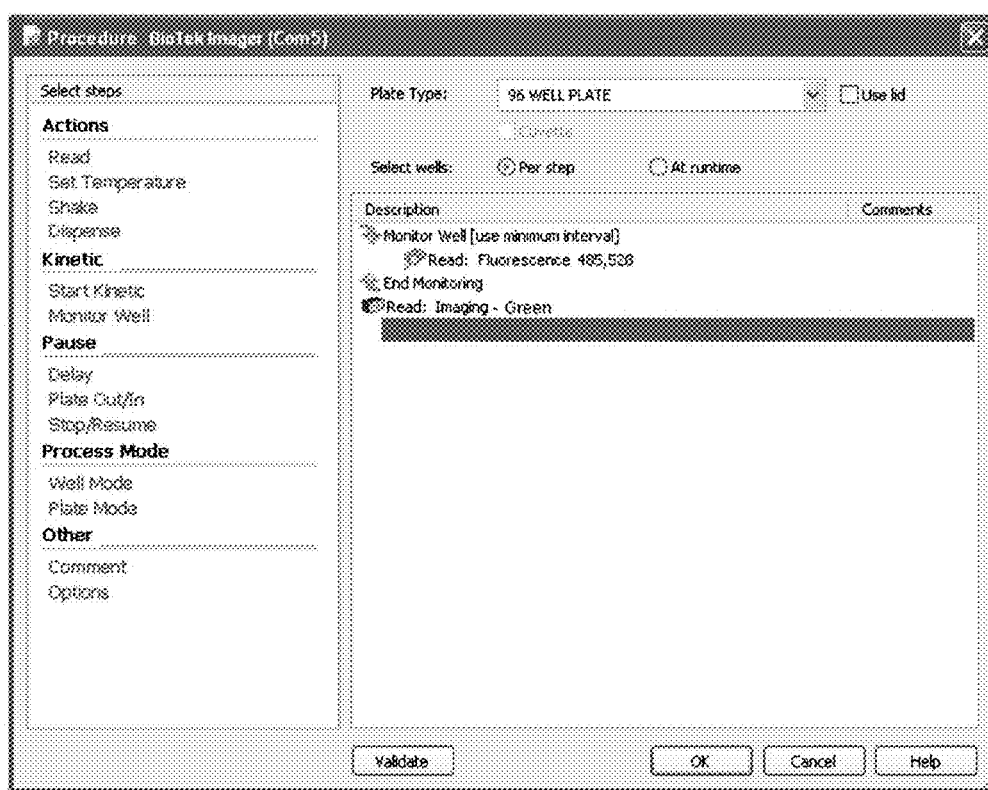 Procedure BioTek Imager (Com5)
Select steps
Actions
Read
Set Temperature
Shake
Dispense
Kinetic
Start Kinetic
Monitor Well
Pause
Delay
Plate Out/In
Stop/Resume
Process Mode
Well Mode
Plate Mode
Other
Comment
Options
Plate Type: 96 WELL PLATE Use lid
Cuvette
Select wells: Per step At runtime
Description Comments
Monitor Well [use minimum interval]
Read: Fluorescence 485,528
End Monitoring
Read: Imaging - Green
Validate OK Cancel Help